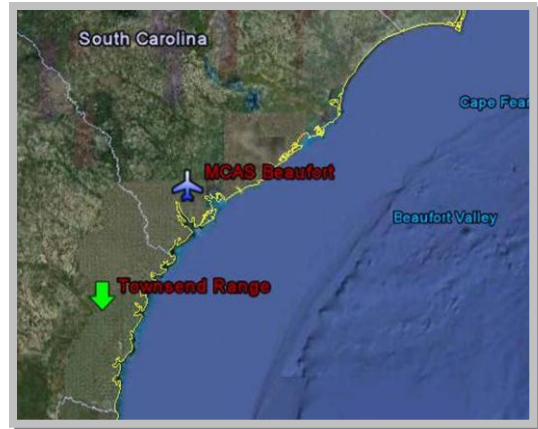 South Carolina
Cape Fear
MCAS Beaufort
Beaufort Valley
Townsend Range